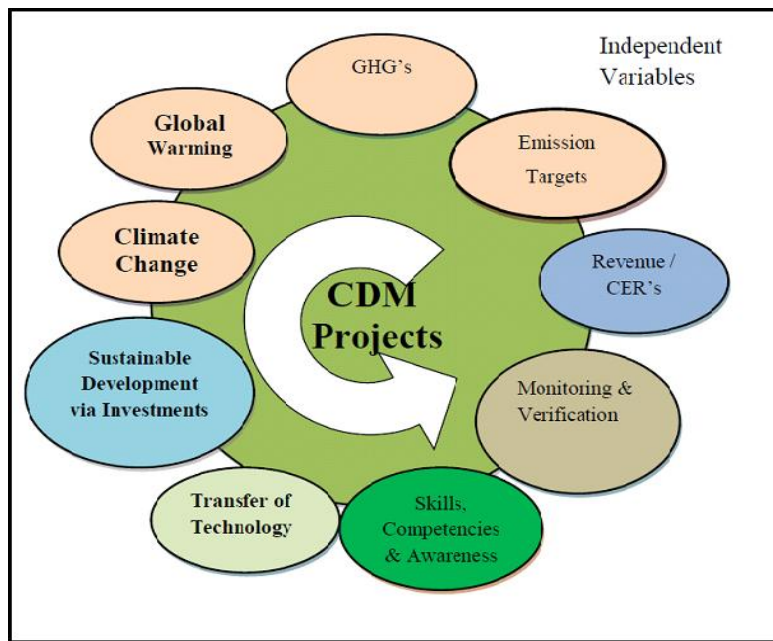 Independent
Variables
GHG's
Emission
Targets
Revenue /
CER's
Monitoring &
Verification
Skills,
Competencies
& Awareness
Transfer of
Technology
Sustainable
Development
via Investments
Climate
Change
Global
Warming
CDM
Projects